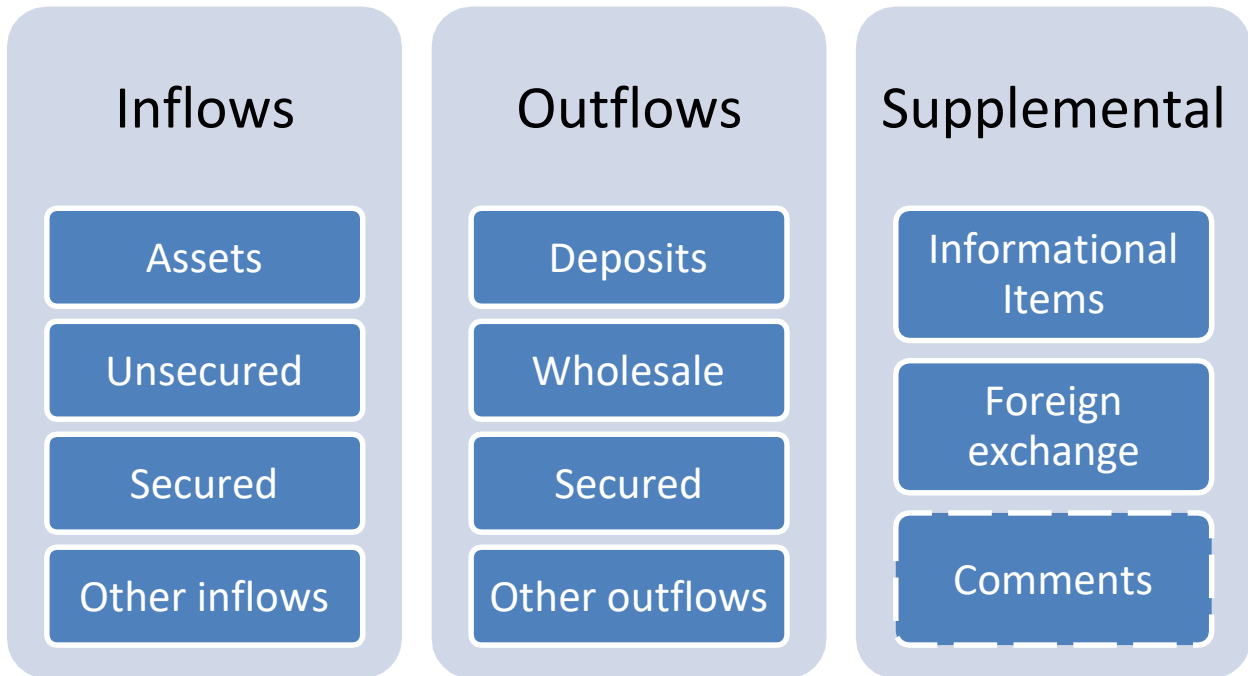 Inflows
Assets
Unsecured
Secured
Other inflows
Outflows
Deposits
Wholesale
Secured
Other outflows
Supplemental
Informational
Items
Foreign
exchange
Comments